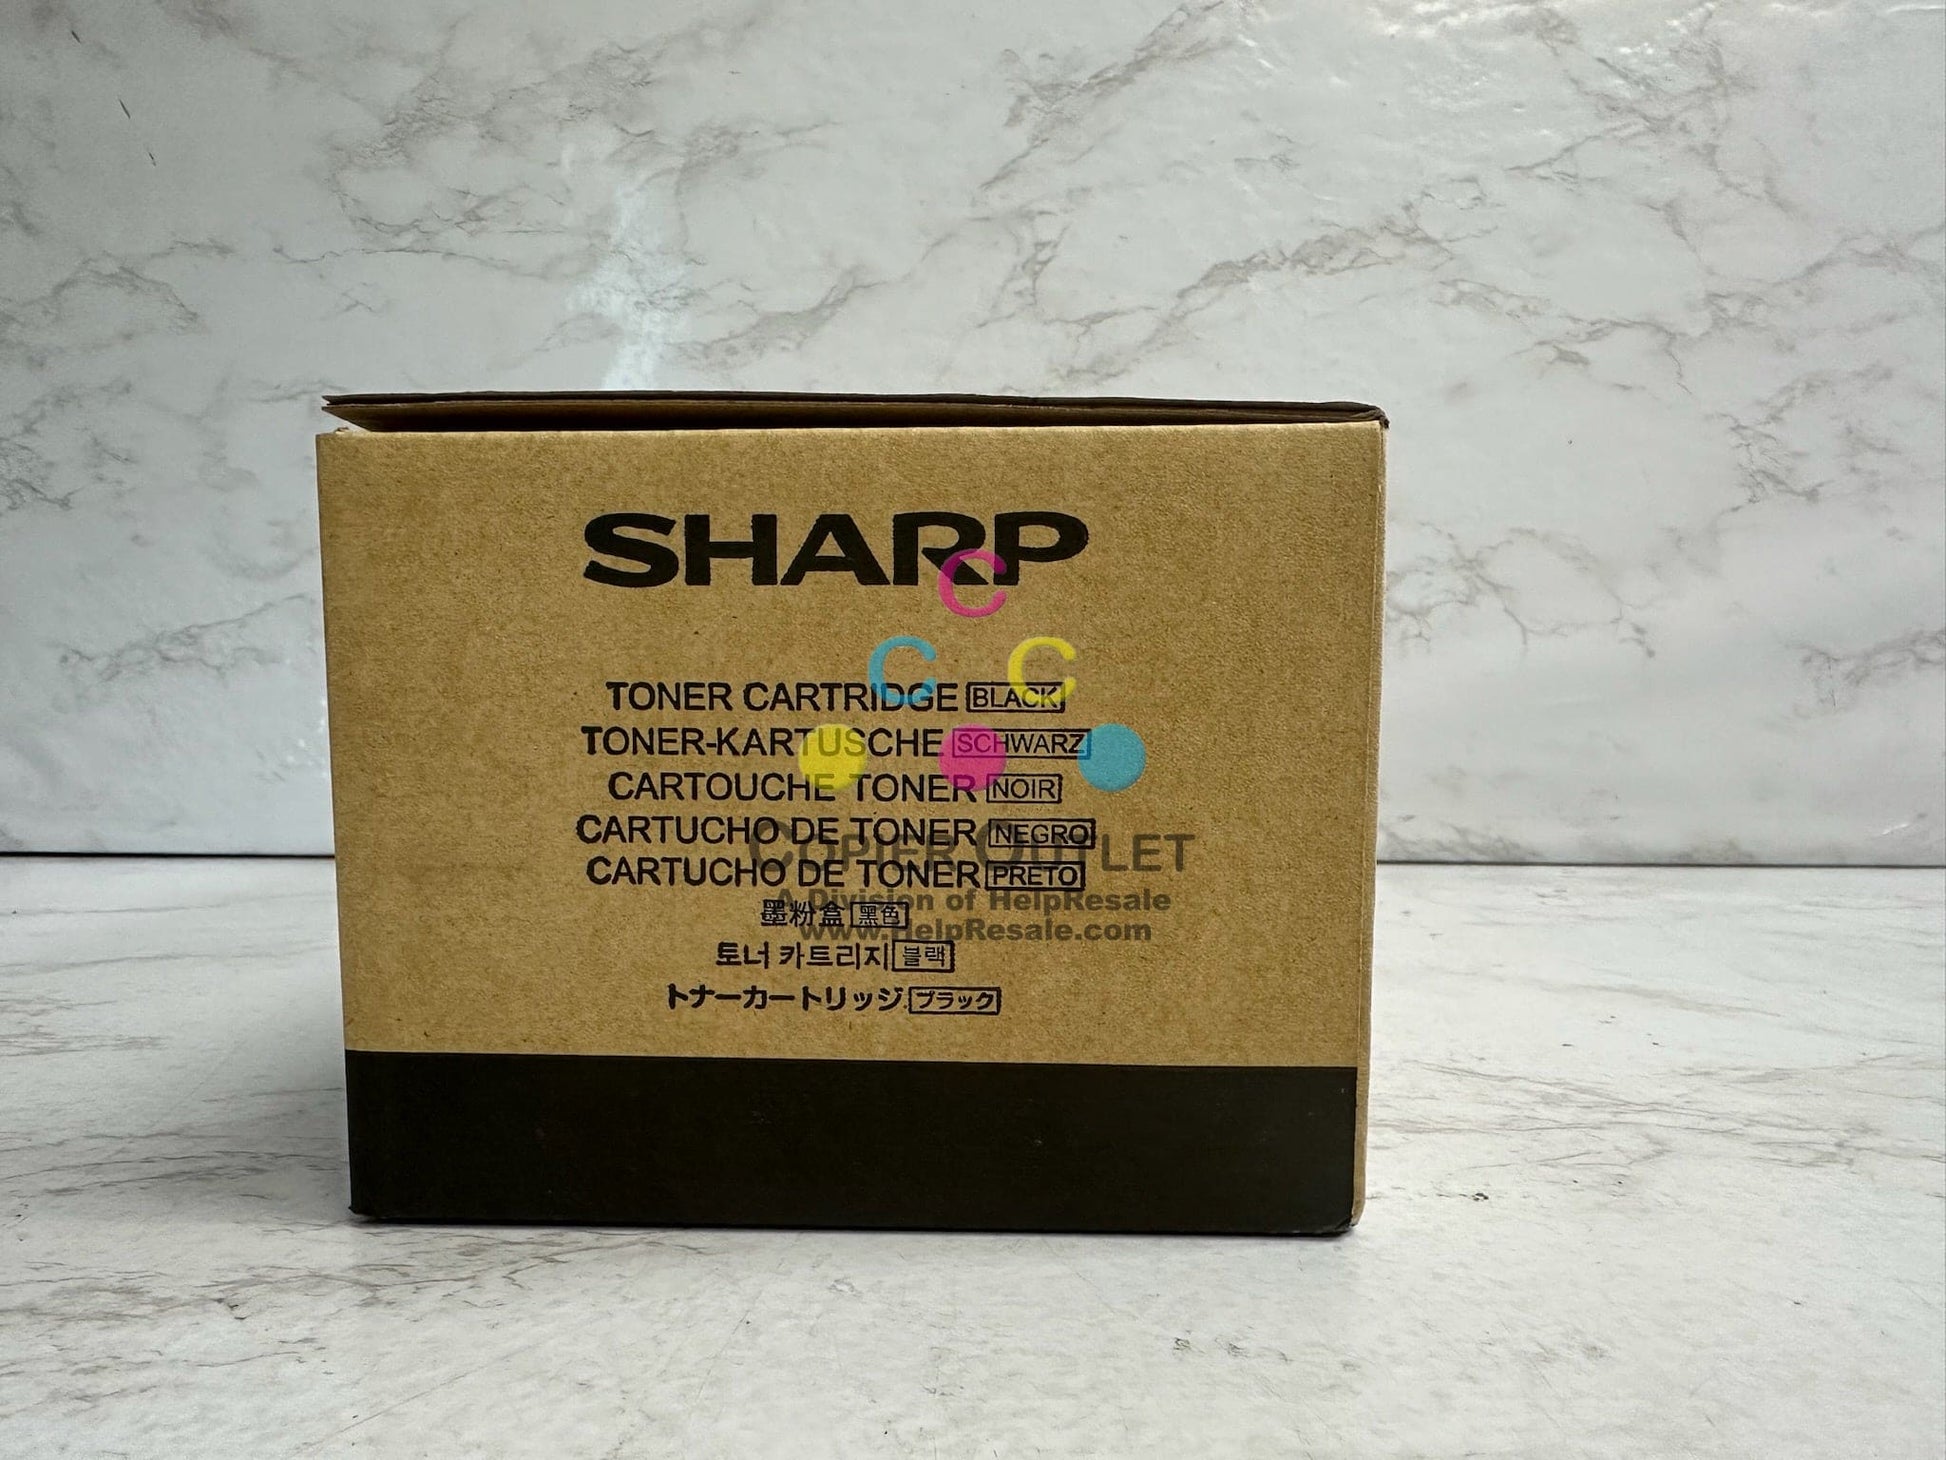 SHARP
TONER CARTRIDGE BLACK
TONER-KARTUSCHE SCHWARZ
CARTOUCHE TONER NOIR
CARTUCHO DE TONER NEGRO
CARTUCHO DE TONER PRETO
墨粉盒 黑色
토너 카트리지 블랙
トナーカートリッジ ブラック
C
C C
COPIER OUTLET
A Division of HelpResale
www.HelpResale.com